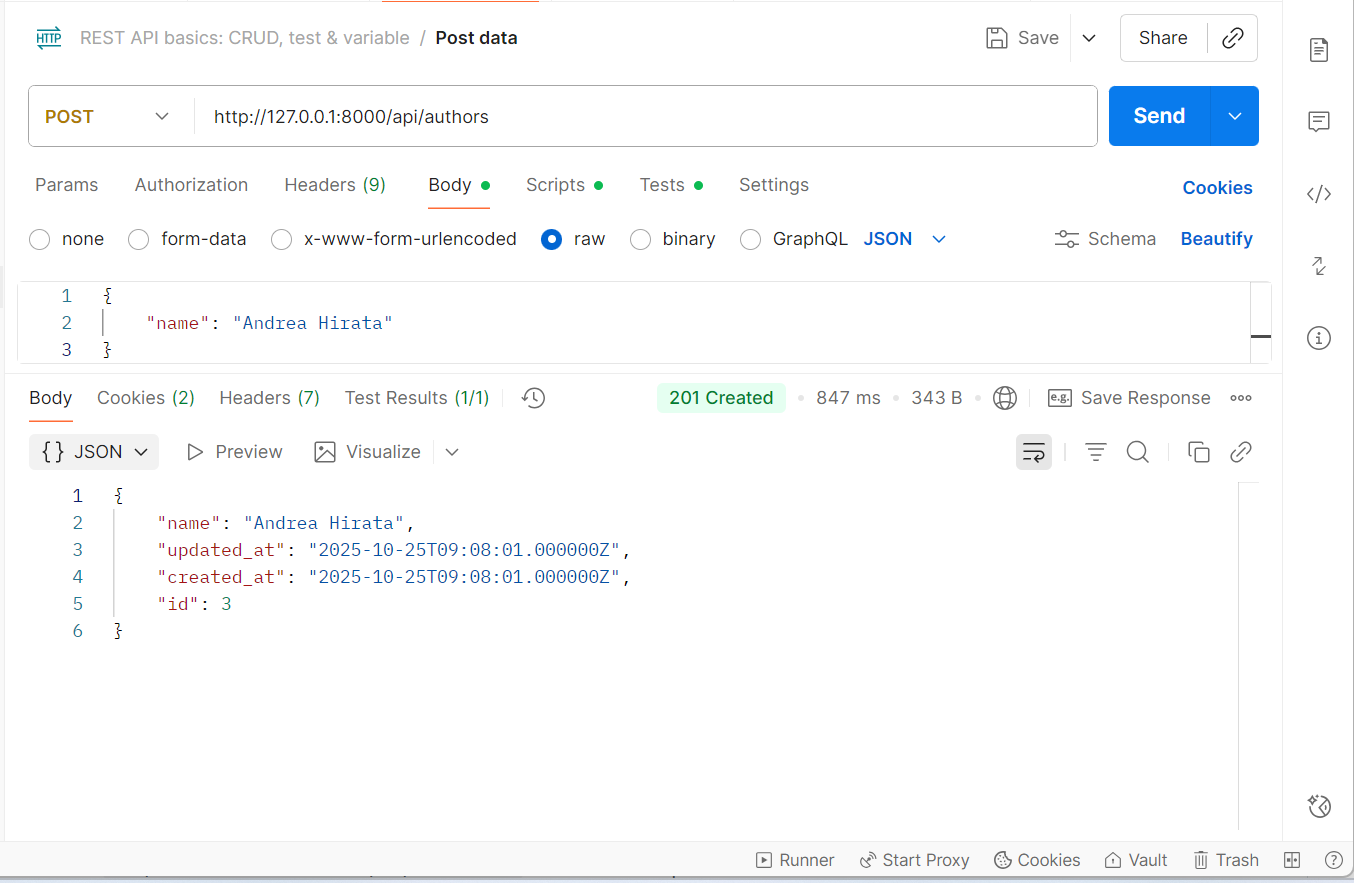 HTTP REST API basics: CRUD, test & variable / Post data Save Share
POST http://127.0.0.1:8000/api/authors Send
Params Authorization Headers (9) Body Scripts Tests Settings Cookies
none form-data x-www-form-urlencoded raw binary GraphQL JSON Schema Beautify
1 {
2 "name": "Andrea Hirata"
3 }
Body Cookies (2) Headers (7) Test Results (1/1) 201 Created 847 ms 343 B e.g. Save Response
{} JSON Preview Visualize
1 {
2 "name": "Andrea Hirata",
3 "updated_at": "2025-10-25T09:08:01.000000Z",
4 "created_at": "2025-10-25T09:08:01.000000Z",
5 "id": 3
6 }
Runner Start Proxy Cookies Vault Trash